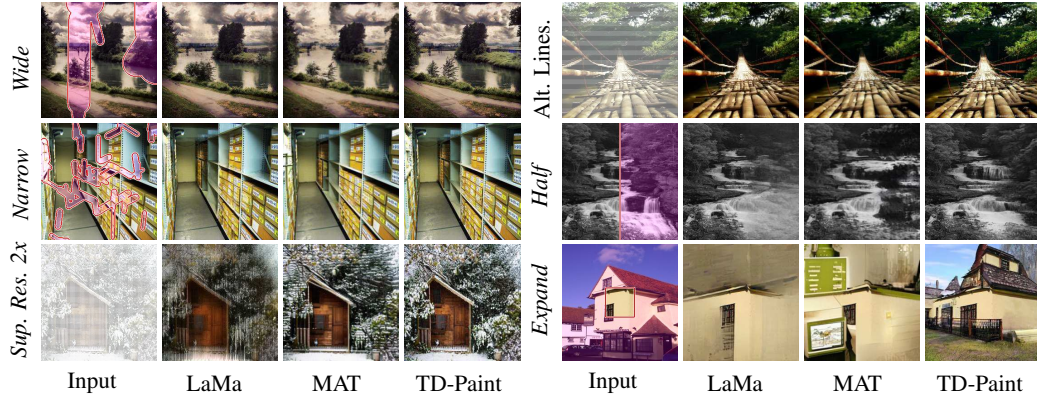 Wide
Narrow
Sup. Res. 2x
Input
LaMa
MAT
TD-Paint
Alt. Lines.
Half
Expand
Input
LaMa
MAT
TD-Paint